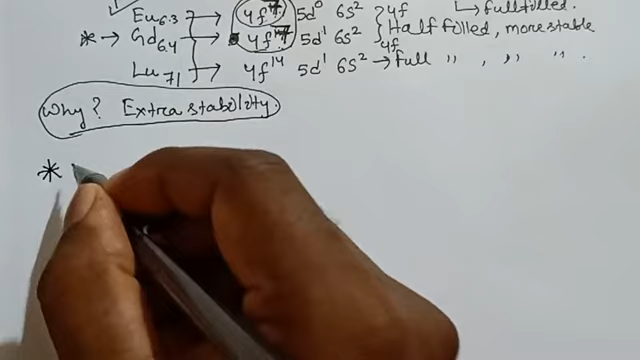 fullfilled.
Eu63 → 4f7 5d0 6s2 } 4f
* → Gd64 → 4f7 5d1 6s2 } Half filled, more stable
4f
Lu71 4f14 5d1 6s2 → full " , " " .
Why? Extra stability
*